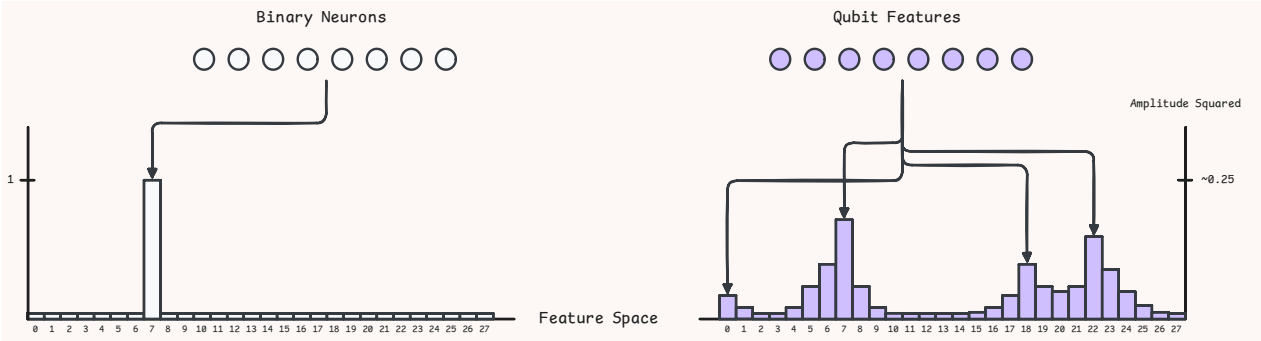 Binary Neurons
Qubit Features
Amplitude Squared
1
~0.25
0 1 2 3 4 5 6 7 8 9 10 11 12 13 14 15 16 17 18 19 20 21 22 23 24 25 26 27
Feature Space
0 1 2 3 4 5 6 7 8 9 10 11 12 13 14 15 16 17 18 19 20 21 22 23 24 25 26 27